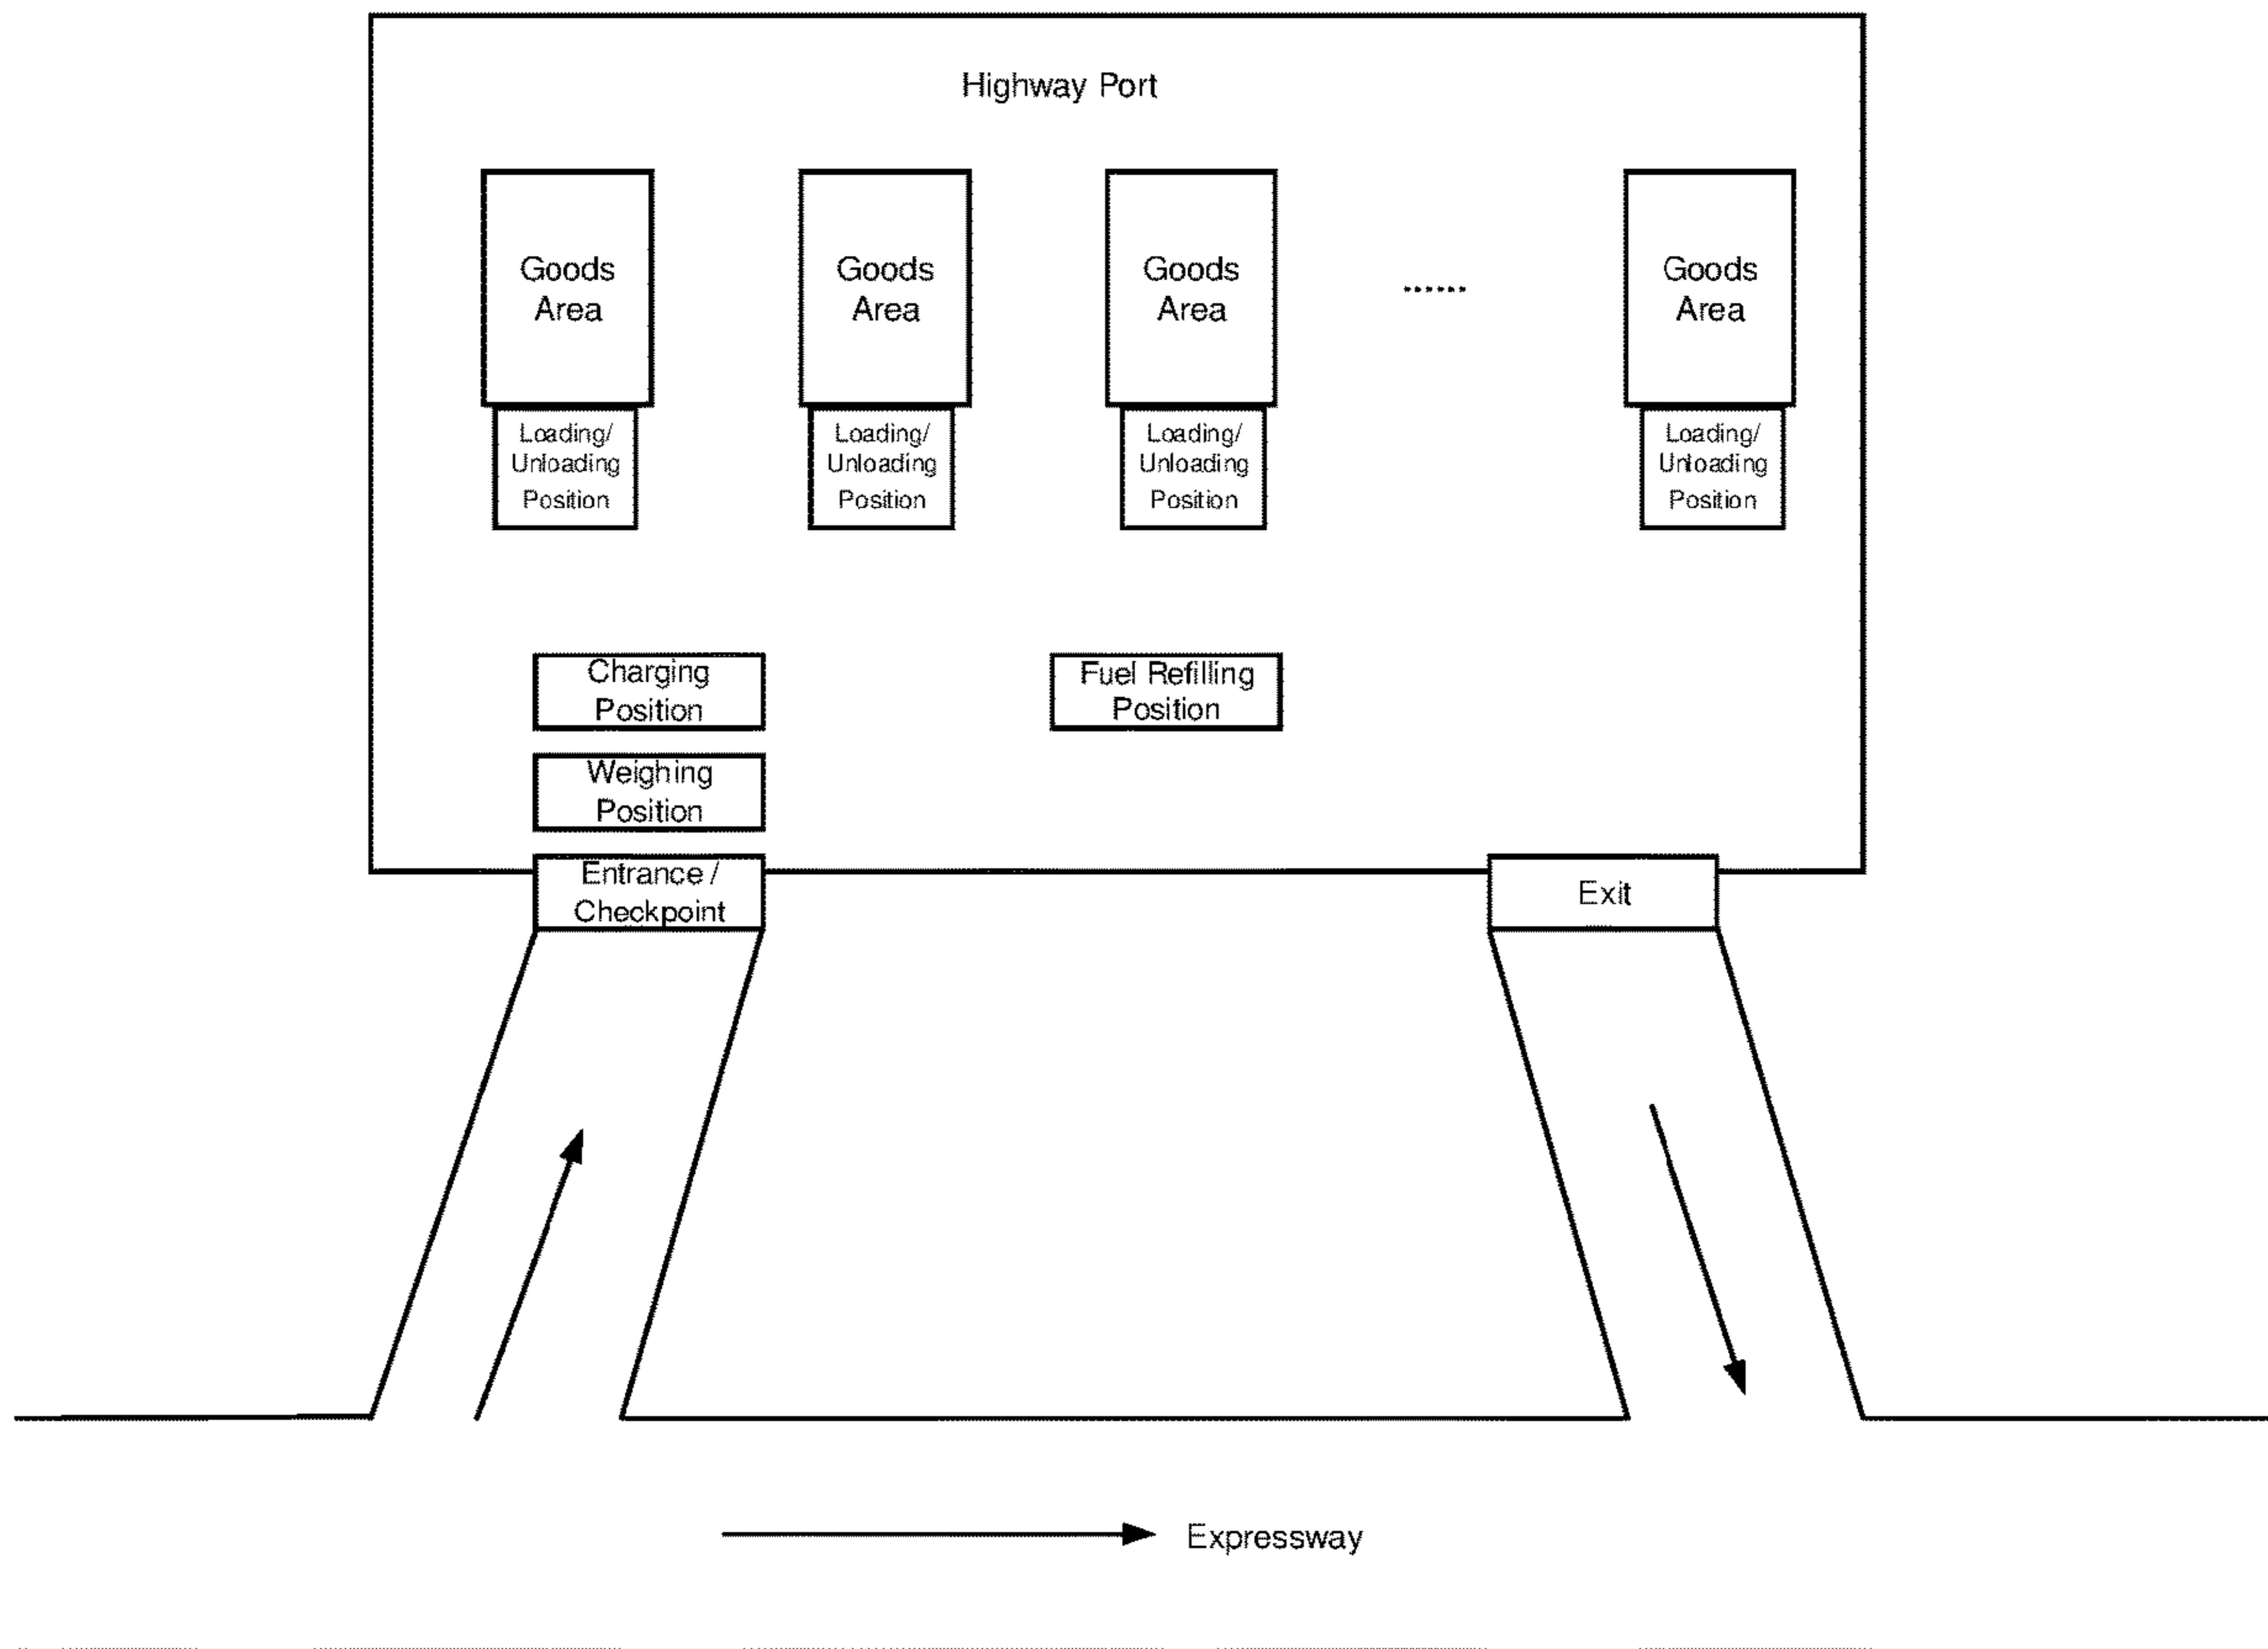 Highway Port
Goods
Area
Goods
Area
Goods
Area
......
Goods
Area
Loading/
Unloading
Position
Loading/
Unloading
Position
Loading/
Unloading
Position
Loading/
Unloading
Position
Charging
Position
Fuel Refilling
Position
Weighing
Position
Entrance /
Checkpoint
Exit
Expressway